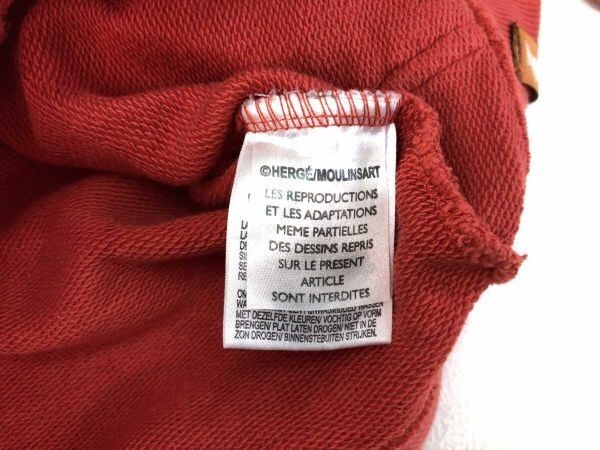 ©HERGÉ/MOULINSART
LES REPRODUCTIONS
ET LES ADAPTATIONS
MEME PARTIELLES
DES DESSINS REPRIS
SUR LE PRESENT
ARTICLE
SONT INTERDITES
MET DEZELFDE KLEUREN/ VOCHTIG OP VORM
BRENGEN/ PLAT LATEN DROGEN/ NIET IN DE
ZON DROGEN/ BINNENSTEBUITEN STRIJKEN.